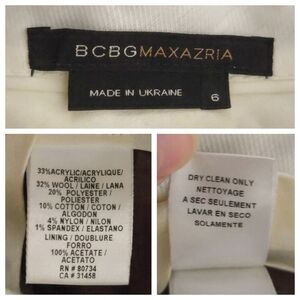 BCBGMAXAZRIA
MADE IN UKRAINE 6
33%ACRYLIC/ACRYLIQUE/
ACRILICO
32% WOOL / LAINE / LANA
20% POLYESTER /
POLIESTER
10% COTTON / COTON /
ALGODON
4% NYLON / NILON
1% SPANDEX / ELASTANO
LINING / DOUBLURE
FORRO
100% ACETATE /
ACETATO
RN # 80734
CA # 31458
DRY CLEAN ONLY
NETTOYAGE
A SEC SEULEMENT
LAVAR EN SECO
SOLAMENTE